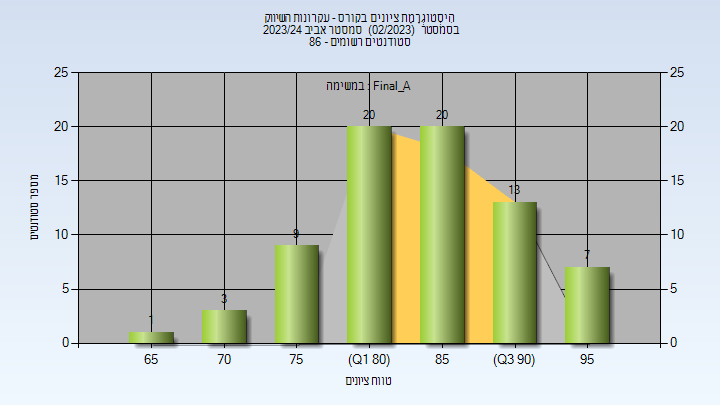 היסטוגרמת ציונים בקורס - עקרונות השיווק
בסמסטר (02/2023) סמסטר אביב 2023/24
סטודנטים רשומים - 86
במשימה : Final_A
מספר סטודנטים
25 25
20 20
15 15
10 10
5 5
0 0
1 3 9 20 20 13 7
65 70 75 (Q1 80) 85 (Q3 90) 95
טווח ציונים